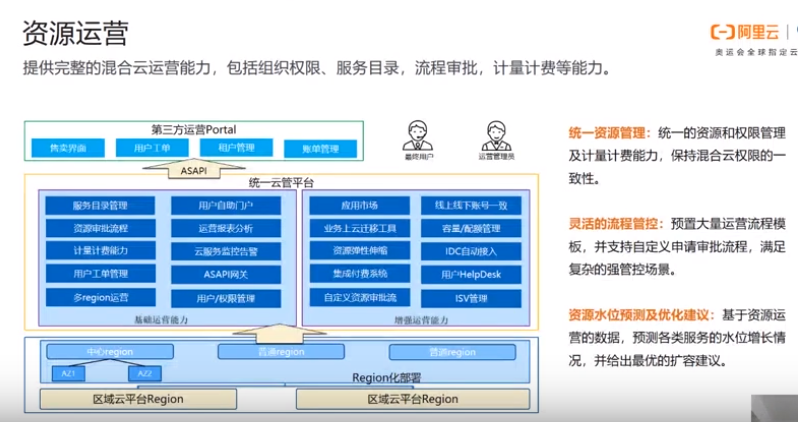 资源运营
阿里云
奥运会全球指定云
提供完整的混合云运营能力，包括组织权限、服务目录，流程审批，计量计费等能力。
第三方运营Portal
售卖界面
用户工单
租户管理
账单管理
最终用户
运营管理员
ASAPI
统一云管平台
服务目录管理
用户自助门户
资源审批流程
运营报表分析
计量计费能力
云服务监控告警
用户工单管理
ASAPI网关
多region运营
用户/权限管理
基础运营能力
应用市场
线上线下账号一致
业务上云迁移工具
容量/配额管理
资源弹性伸缩
IDC自动接入
集成付费系统
用户HelpDesk
自定义资源审批流
ISV管理
增强运营能力
中心region
普通region
普通region
AZ1
AZ2
Region化部署
区域云平台Region
区域云平台Region
统一资源管理：统一的资源和权限管理
及计量计费能力，保持混合云权限的一
致性。
灵活的流程管控：预置大量运营流程模
板，并支持自定义申请审批流程，满足
复杂的强管控场景。
资源水位预测及优化建议：基于资源运
营的数据，预测各类服务的水位增长情
况，并给出最优的扩容建议。